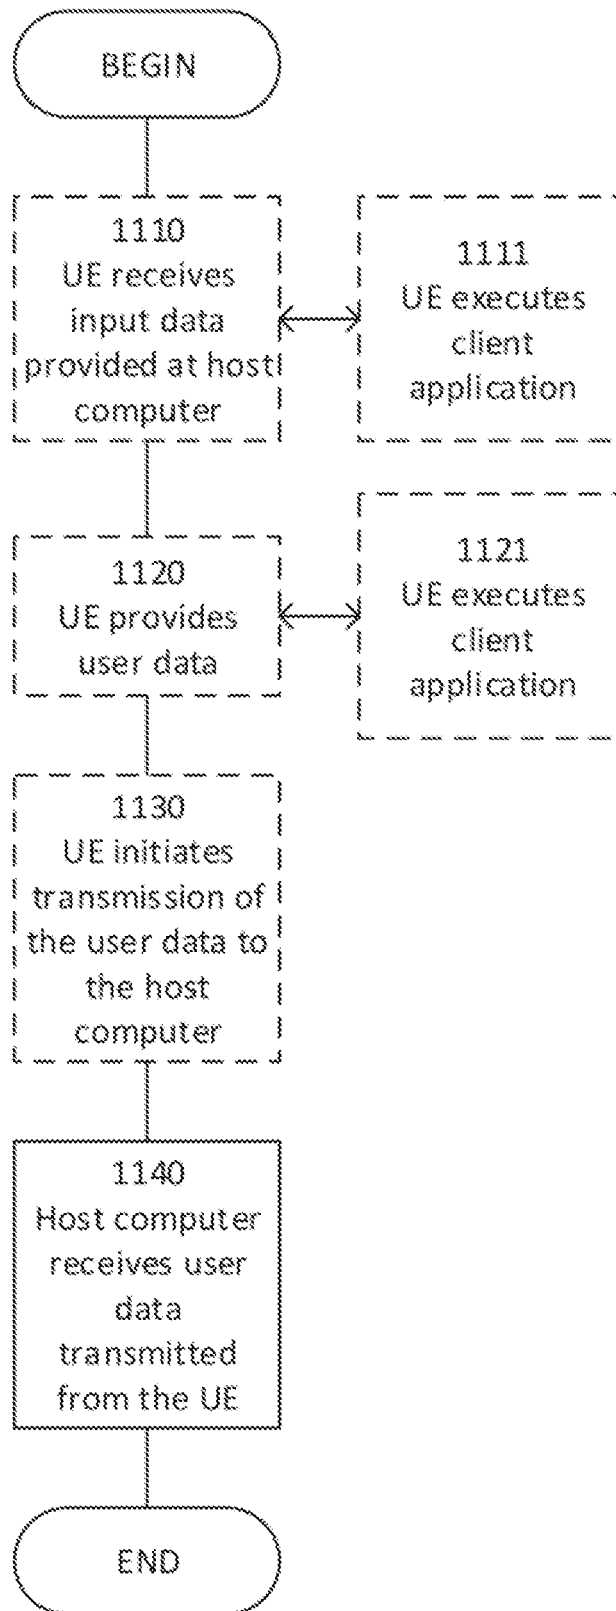 BEGIN
1110
UE receives
input data
provided at host
computer
1111
UE executes
client
application
1120
UE provides
user data
1121
UE executes
client
application
1130
UE initiates
transmission of
the user data to
the host
computer
1140
Host computer
receives user
data
transmitted
from the UE
END